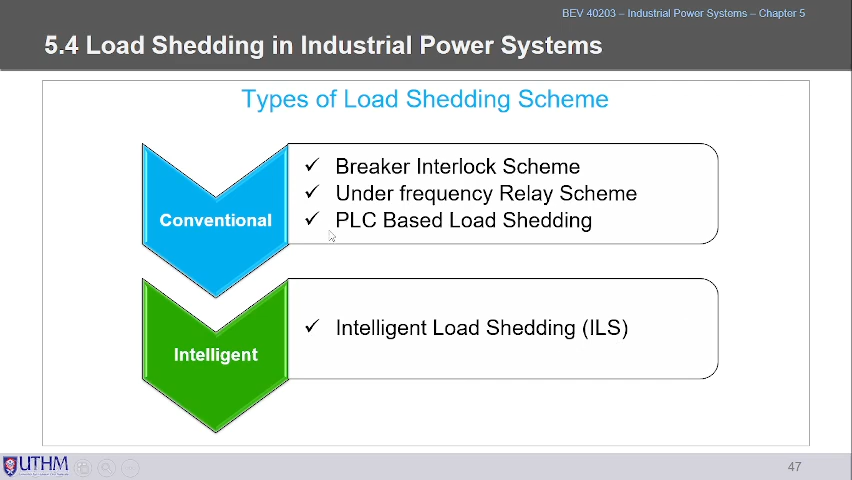 BEV 40203 – Industrial Power Systems – Chapter 5
5.4 Load Shedding in Industrial Power Systems
Types of Load Shedding Scheme
Conventional
✓ Breaker Interlock Scheme
✓ Under frequency Relay Scheme
✓ PLC Based Load Shedding
Intelligent
✓ Intelligent Load Shedding (ILS)
UTHM
47